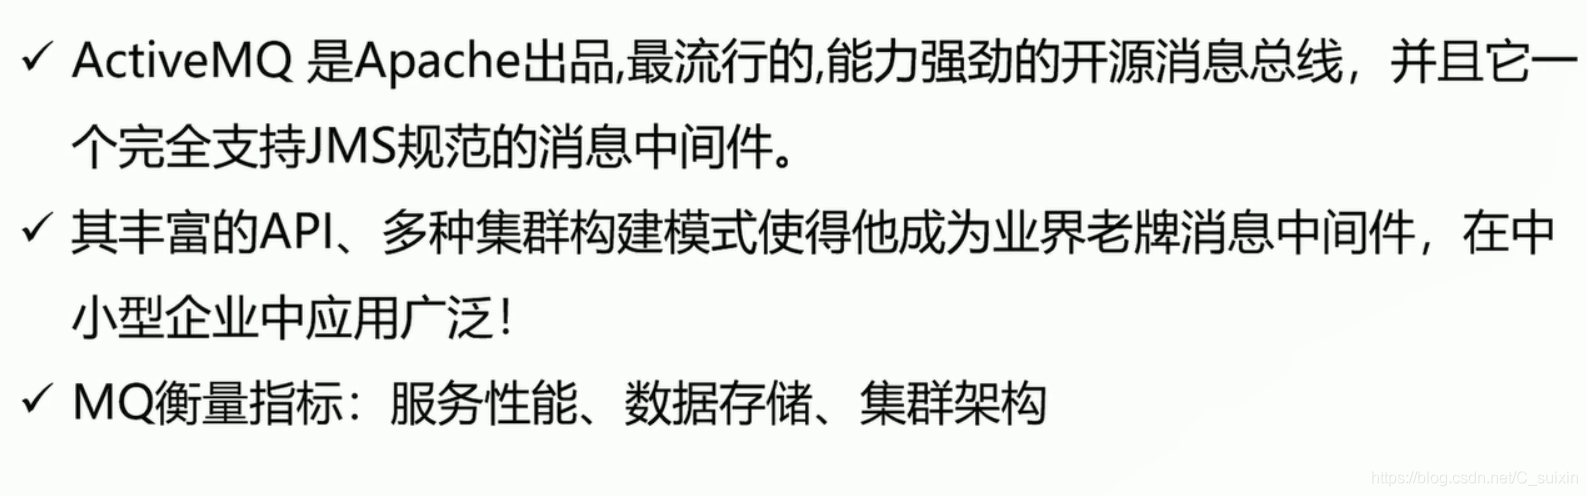 ✓ ActiveMQ 是Apache出品,最流行的,能力强劲的开源消息总线，并且它一
个完全支持JMS规范的消息中间件。
✓ 其丰富的API、多种集群构建模式使得他成为业界老牌消息中间件，在中
小型企业中应用广泛！
✓ MQ衡量指标：服务性能、数据存储、集群架构
https://blog.csdn.net/C_suixin